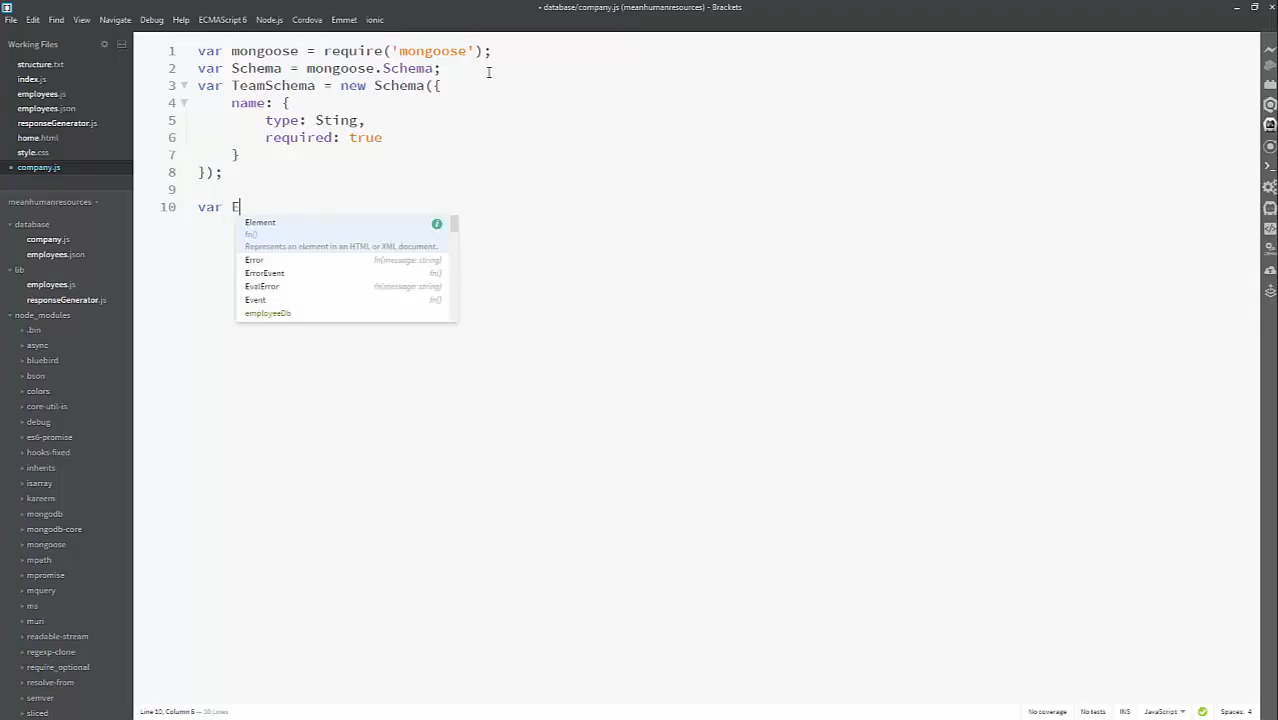 • database/company.js (meanhumanresources) - Brackets
File Edit Find View Navigate Debug Help ECMAScript 6 Node.js Cordova Emmet ionic
Working Files
structure.txt
index.js
employees.js
employees.json
responseGenerator.js
home.html
style.css
• company.js
meanhumanresources
database
company.js
employees.json
lib
employees.js
responseGenerator.js
node_modules
.bin
async
bluebird
bson
colors
core-util-is
debug
es6-promise
hooks-fixed
inherits
isarray
kareem
mongodb
mongodb-core
mongoose
mpath
mpromise
mquery
ms
muri
readable-stream
regexp-clone
require_optional
resolve-from
semver
sliced
1 var mongoose = require('mongoose');
2 var Schema = mongoose.Schema;
3 var TeamSchema = new Schema({
4 name: {
5 type: Sting,
6 required: true
7 }
8 });
9
10 var E
Element
fn()
Represents an element in an HTML or XML document.
Error fn(message: string)
ErrorEvent fn()
EvalError fn(message: string)
Event fn()
employeeDb
Line 10, Column 6 — 10 Lines
No coverage No tests INS JavaScript Spaces: 4